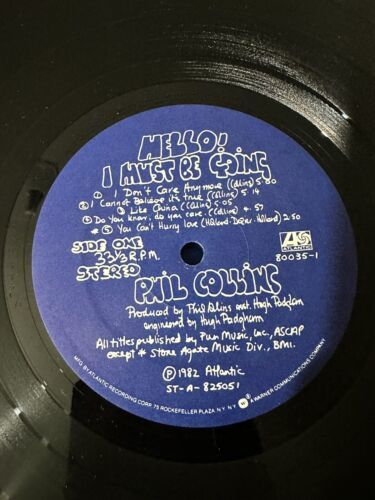 HELLO!
I MUST BE GOING
① I Don't Care Anymore (Collins) 5:00
② I Cannot Believe it's true (Collins) 5:14
③ Like China (Collins) 5:05
④ Do You know, do you care. (Collins) 4:57
* ⑤ You Can't Hurry love (Holland Dozier Holland) 2:50
SIDE ONE
33⅓ R.P.M.
STEREO
ATLANTIC
80035-1
PHIL COLLINS
Produced by Phil Collins and Hugh Padgham
engineered by Hugh Padgham
All titles published by Pun Music, Inc., ASCAP
except * Stone Agate Music Div., BMI.
Ⓟ 1982 Atlantic
ST-A-825051
MFG. BY ATLANTIC RECORDING CORP. 75 ROCKEFELLER PLAZA N.Y. N.Y. A WARNER COMMUNICATIONS COMPANY